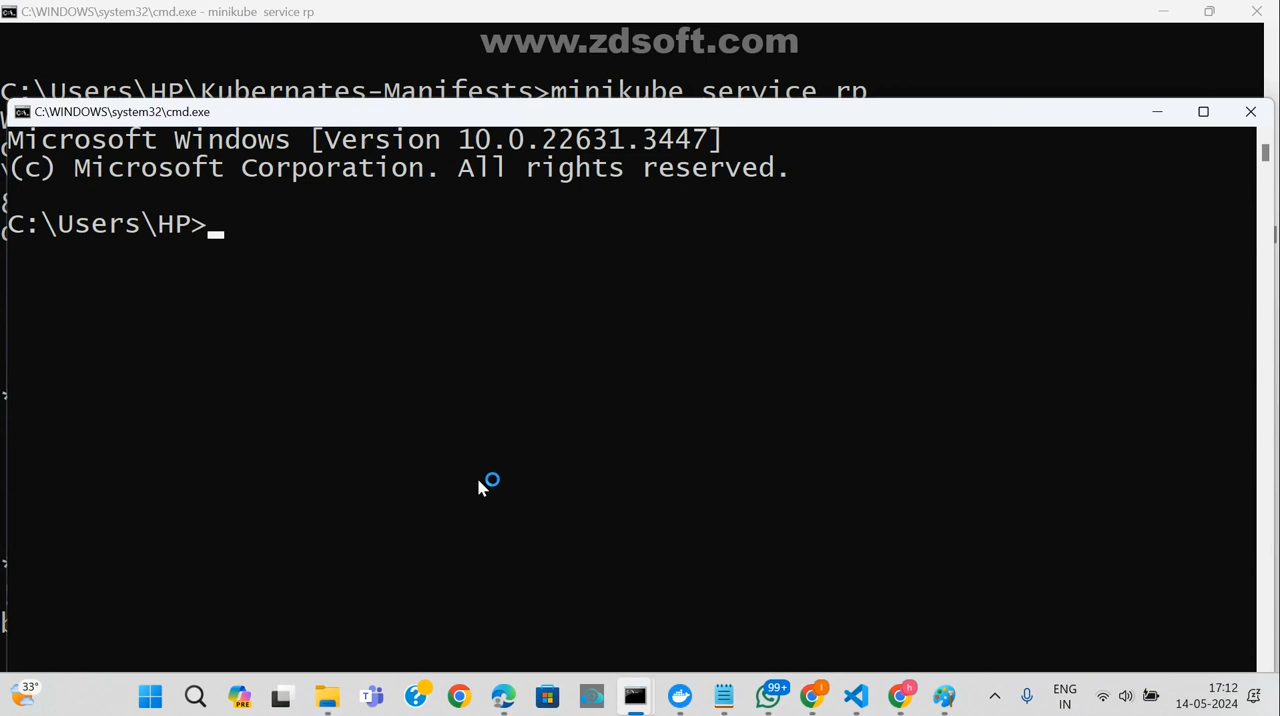 C:\WINDOWS\system32\cmd.exe - minikube service rp
www.zdsoft.com
C:\Users\HP\Kubernates-Manifests>minikube service rp
C:\WINDOWS\system32\cmd.exe
Microsoft Windows [Version 10.0.22631.3447]
(c) Microsoft Corporation. All rights reserved.
C:\Users\HP>
33°
PRE
99+
ENG
IN
17:12
14-05-2024